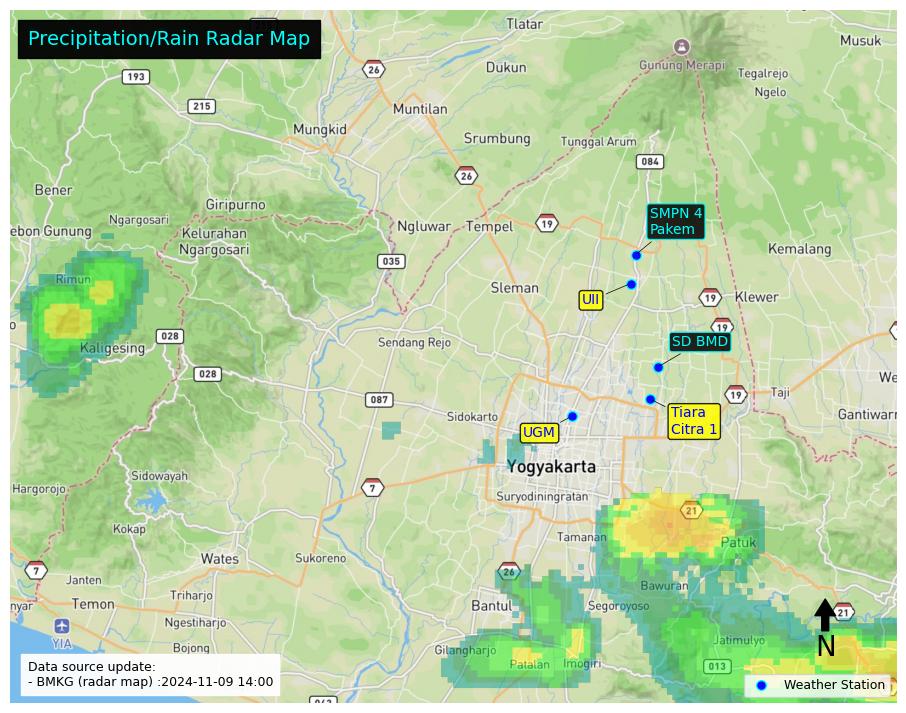 Precipitation/Rain Radar Map
Tlatar
Musuk
26
Dukun
Gunung Merapi
Tegalrejo
193
Ngelo
215
Muntilan
Mungkid
Srumbung
Tunggal Arum
084
26
Bener
Giripurno
SMPN 4
Pakem
Ngargosari
ebon Gunung
Kelurahan
Ngargosari
Ngluwar
Tempel
19
Kemalang
035
Rimun
Sleman
UII
19
Klewer
19
028
Kaligesing
Sendang Rejo
SD BMD
028
087
19
Taji
We
Sidokarto
Tiara
Citra 1
Gantiwarn
UGM
Yogyakarta
Sidowayah
Hargorojo
7
Suryodiningratan
21
Kokap
Tamanan
Patuk
Wates
Sukoreno
7
26
Janten
Bawuran
nyar
Temon
Triharjo
Bantul
Segoroyoso
21
Ngestiharjo
YIA
Jatimulyo
N
Bojong
Gilangharjo
Patalan
Imogiri
013
Data source update:
- BMKG (radar map) :2024-11-09 14:00
Weather Station